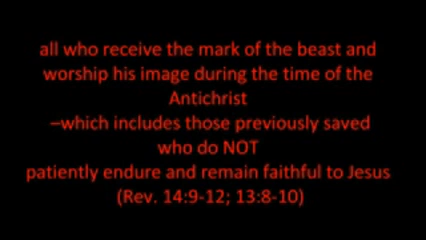 all who receive the mark of the beast and
worship his image during the time of the
Antichrist
–which includes those previously saved
who do NOT
patiently endure and remain faithful to Jesus
(Rev. 14:9-12; 13:8-10)